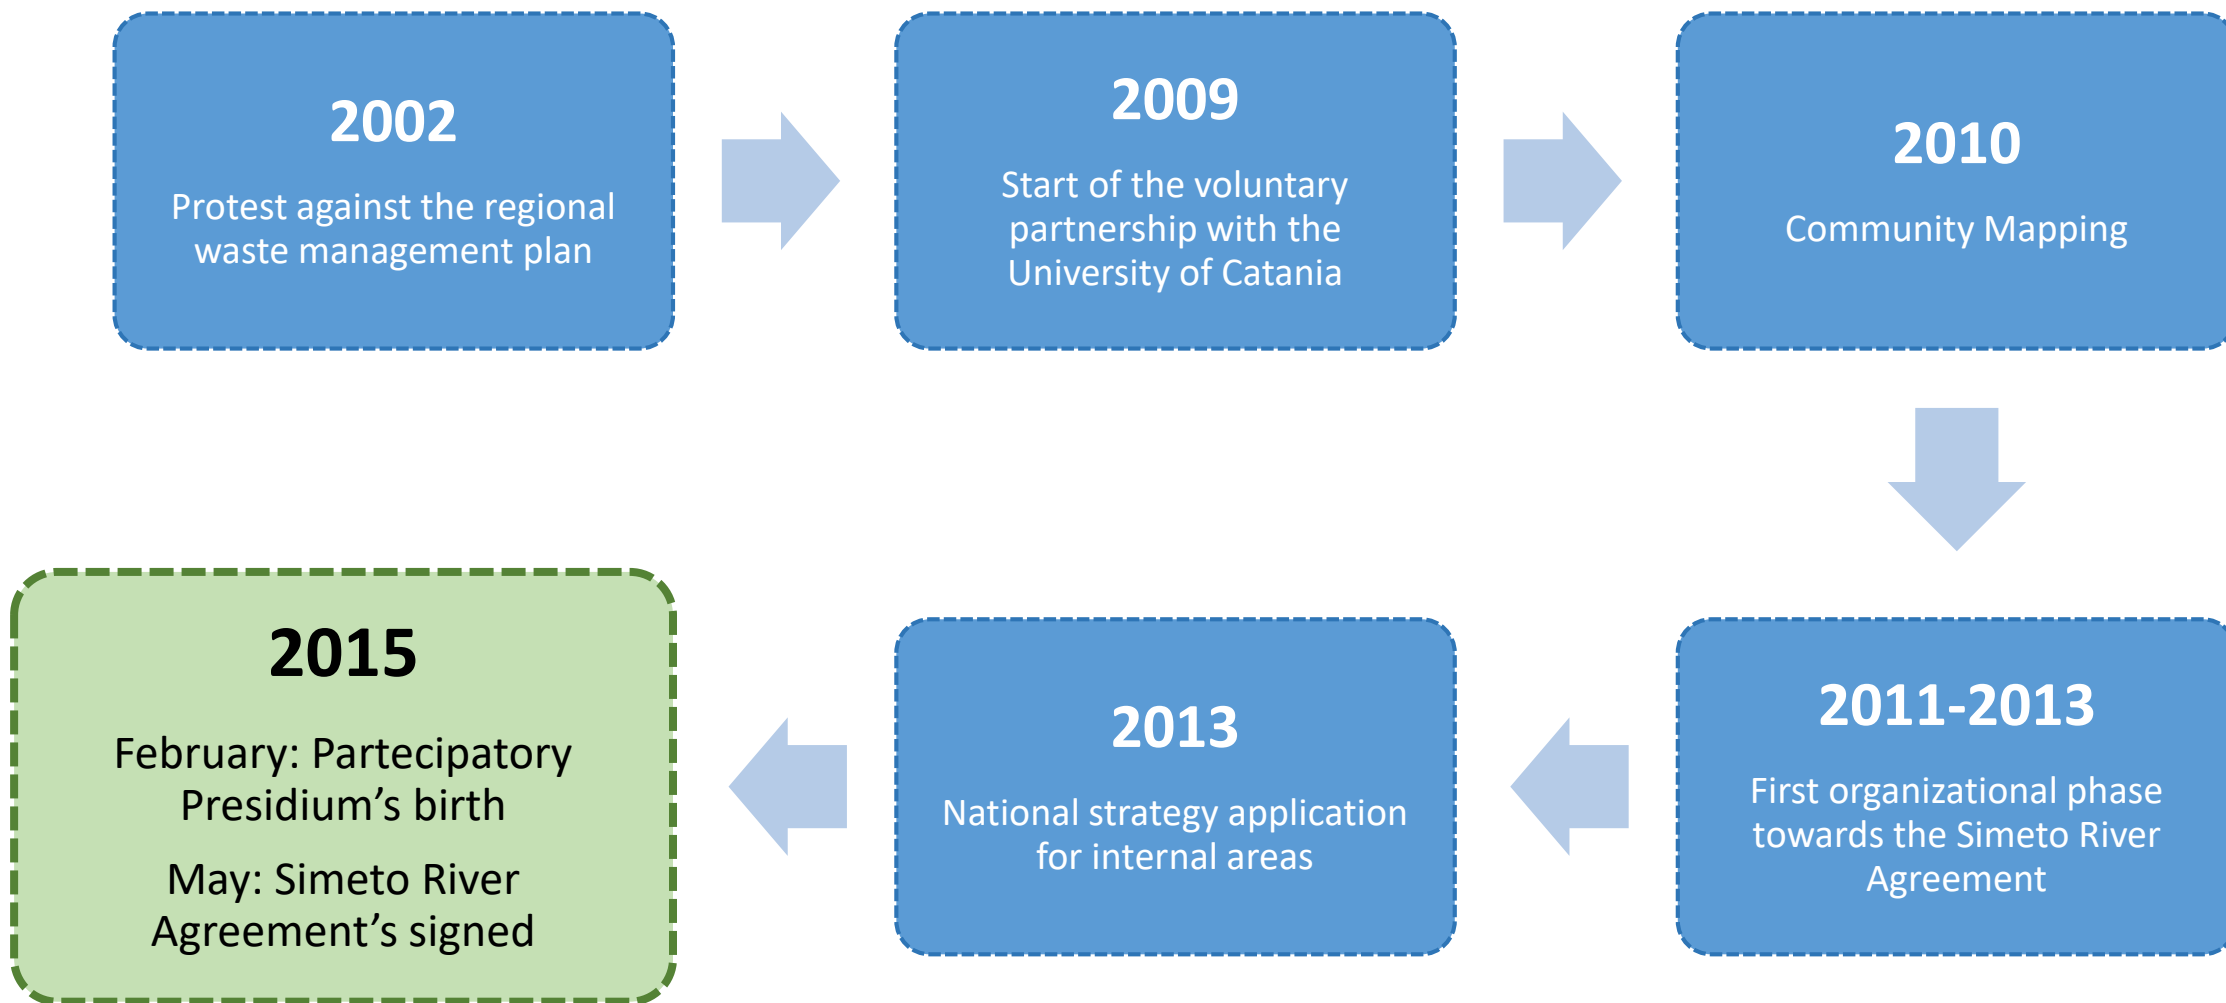 2002
Protest against the regional
waste management plan
2009
Start of the voluntary
partnership with the
University of Catania
2010
Community Mapping
2011-2013
First organizational phase
towards the Simeto River
Agreement
2013
National strategy application
for internal areas
2015
February: Partecipatory
Presidium’s birth
May: Simeto River
Agreement’s signed